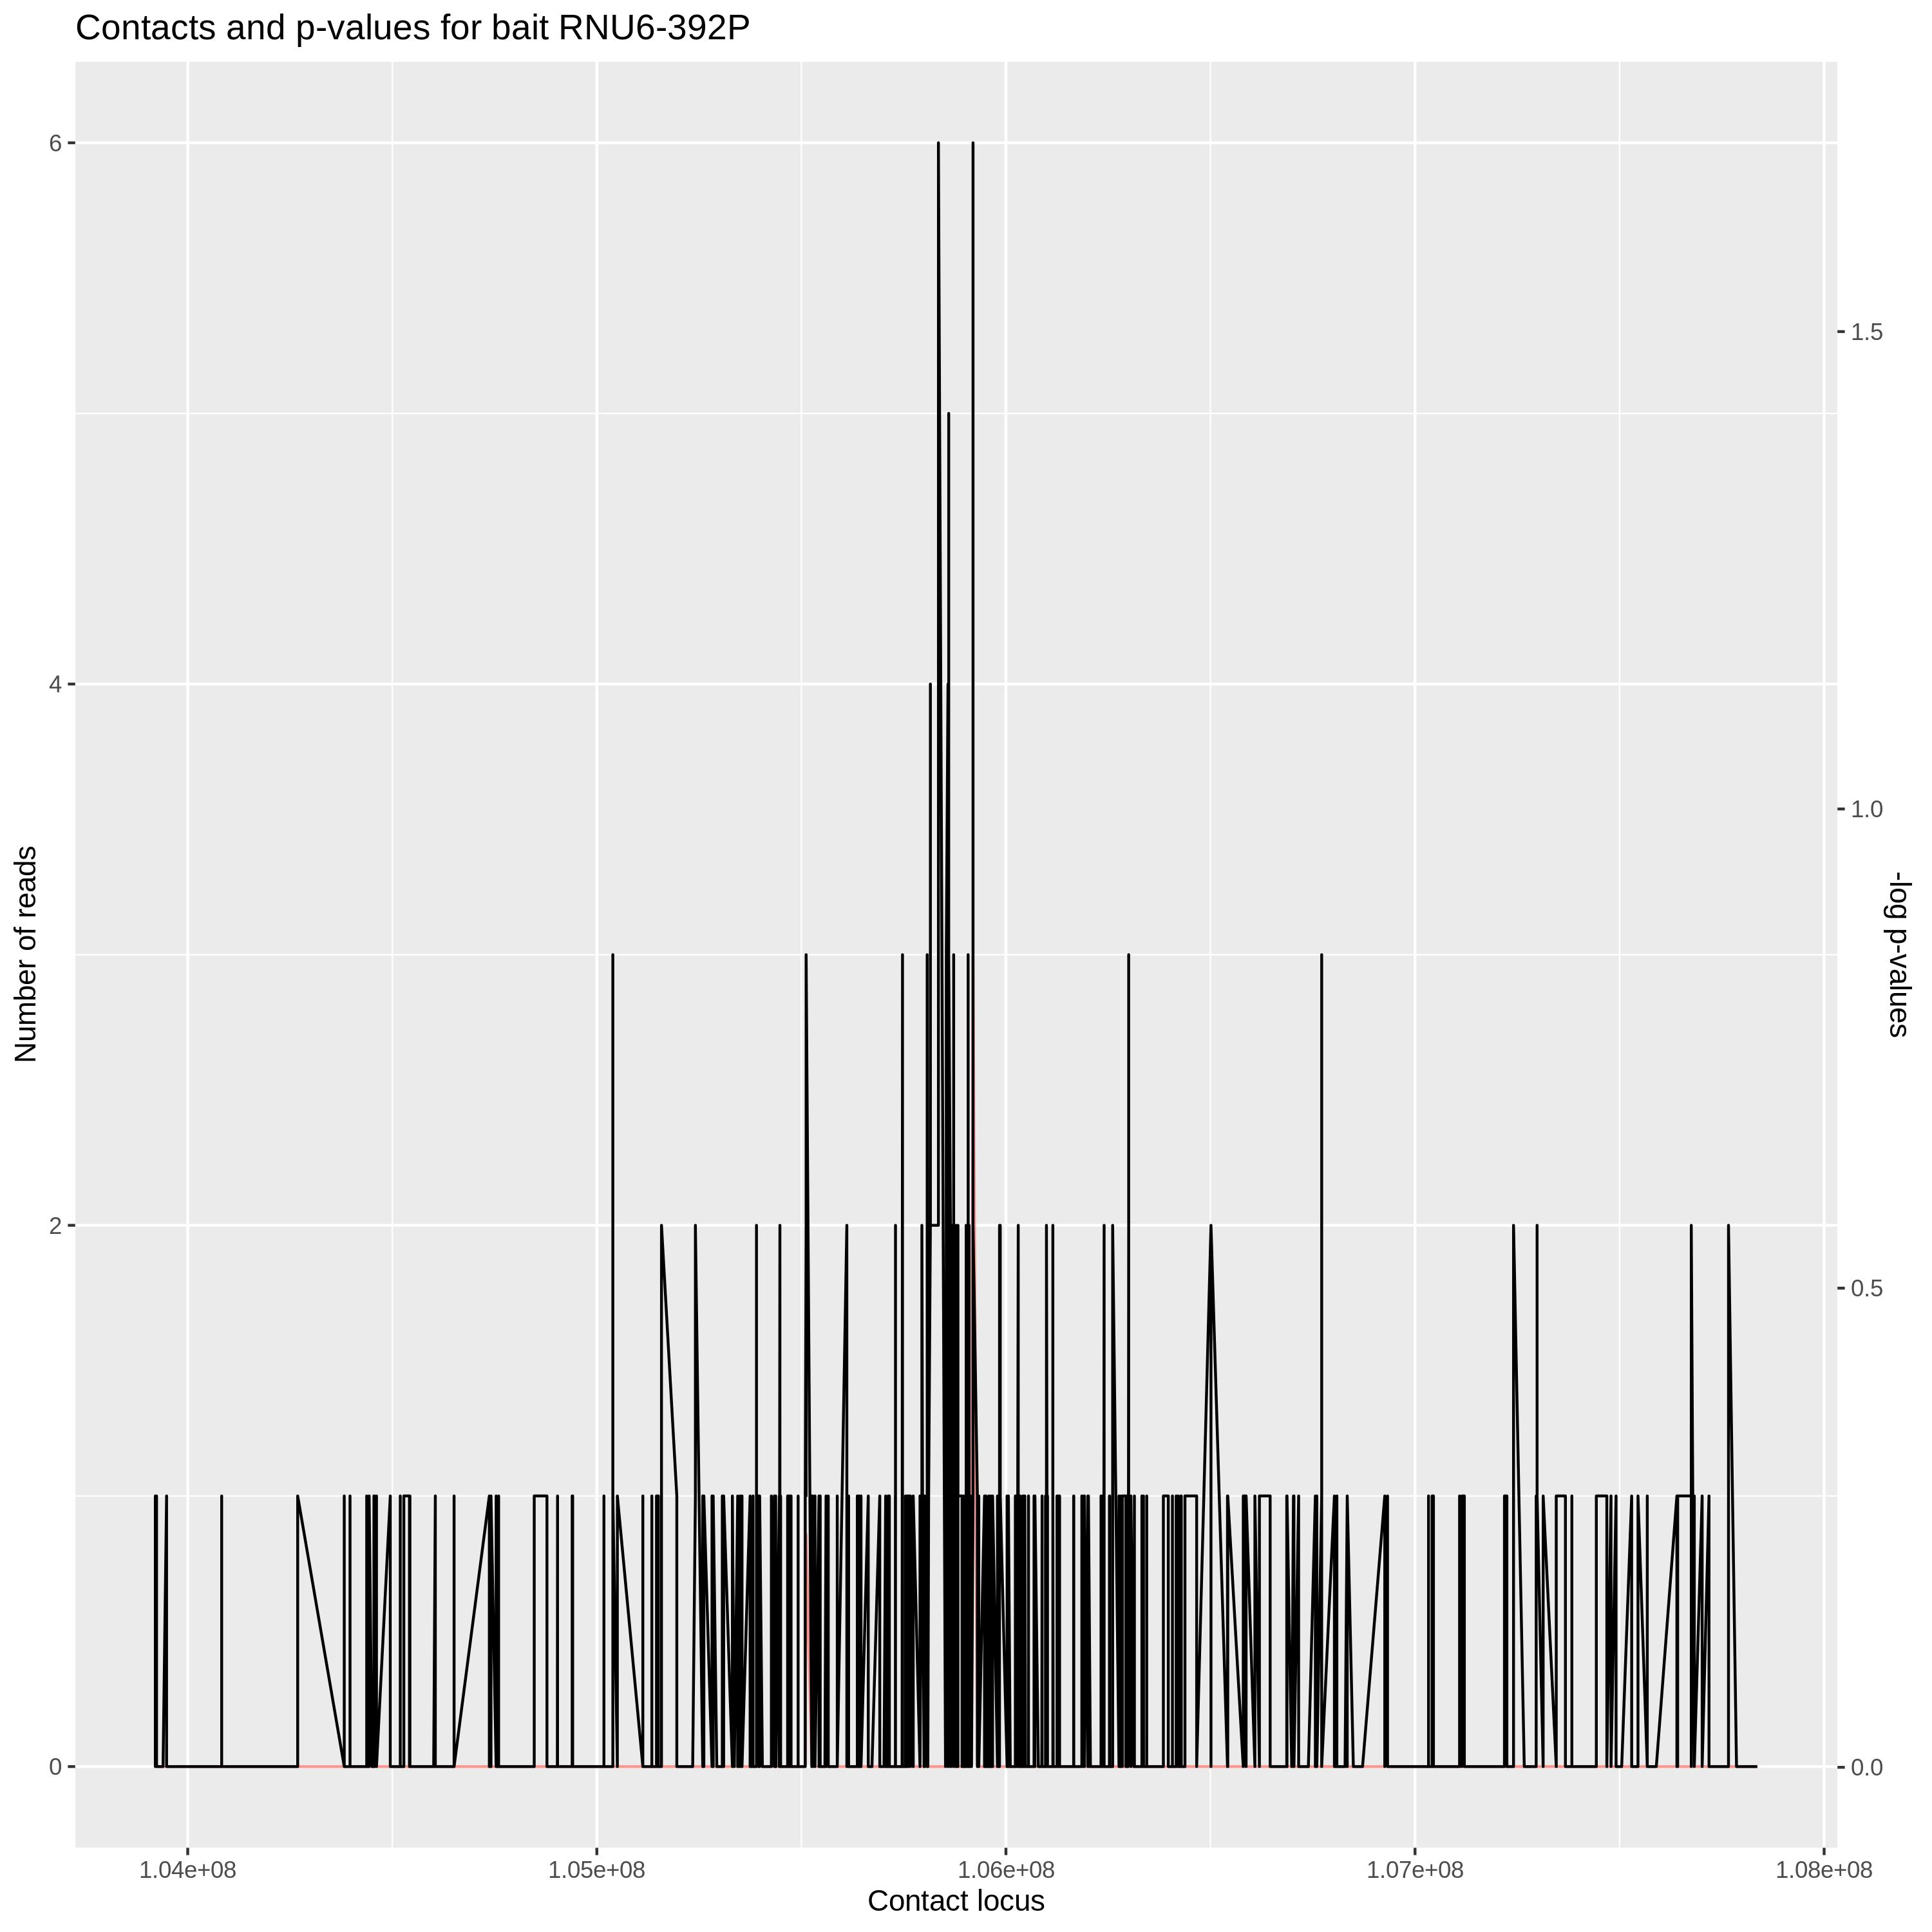 Contacts and p-values for bait RNU6-392P
6
4
2
0
Number of reads
1.5
1.0
0.5
0.0
-log p-values
1.04e+08 1.05e+08 1.06e+08 1.07e+08 1.08e+08
Contact locus